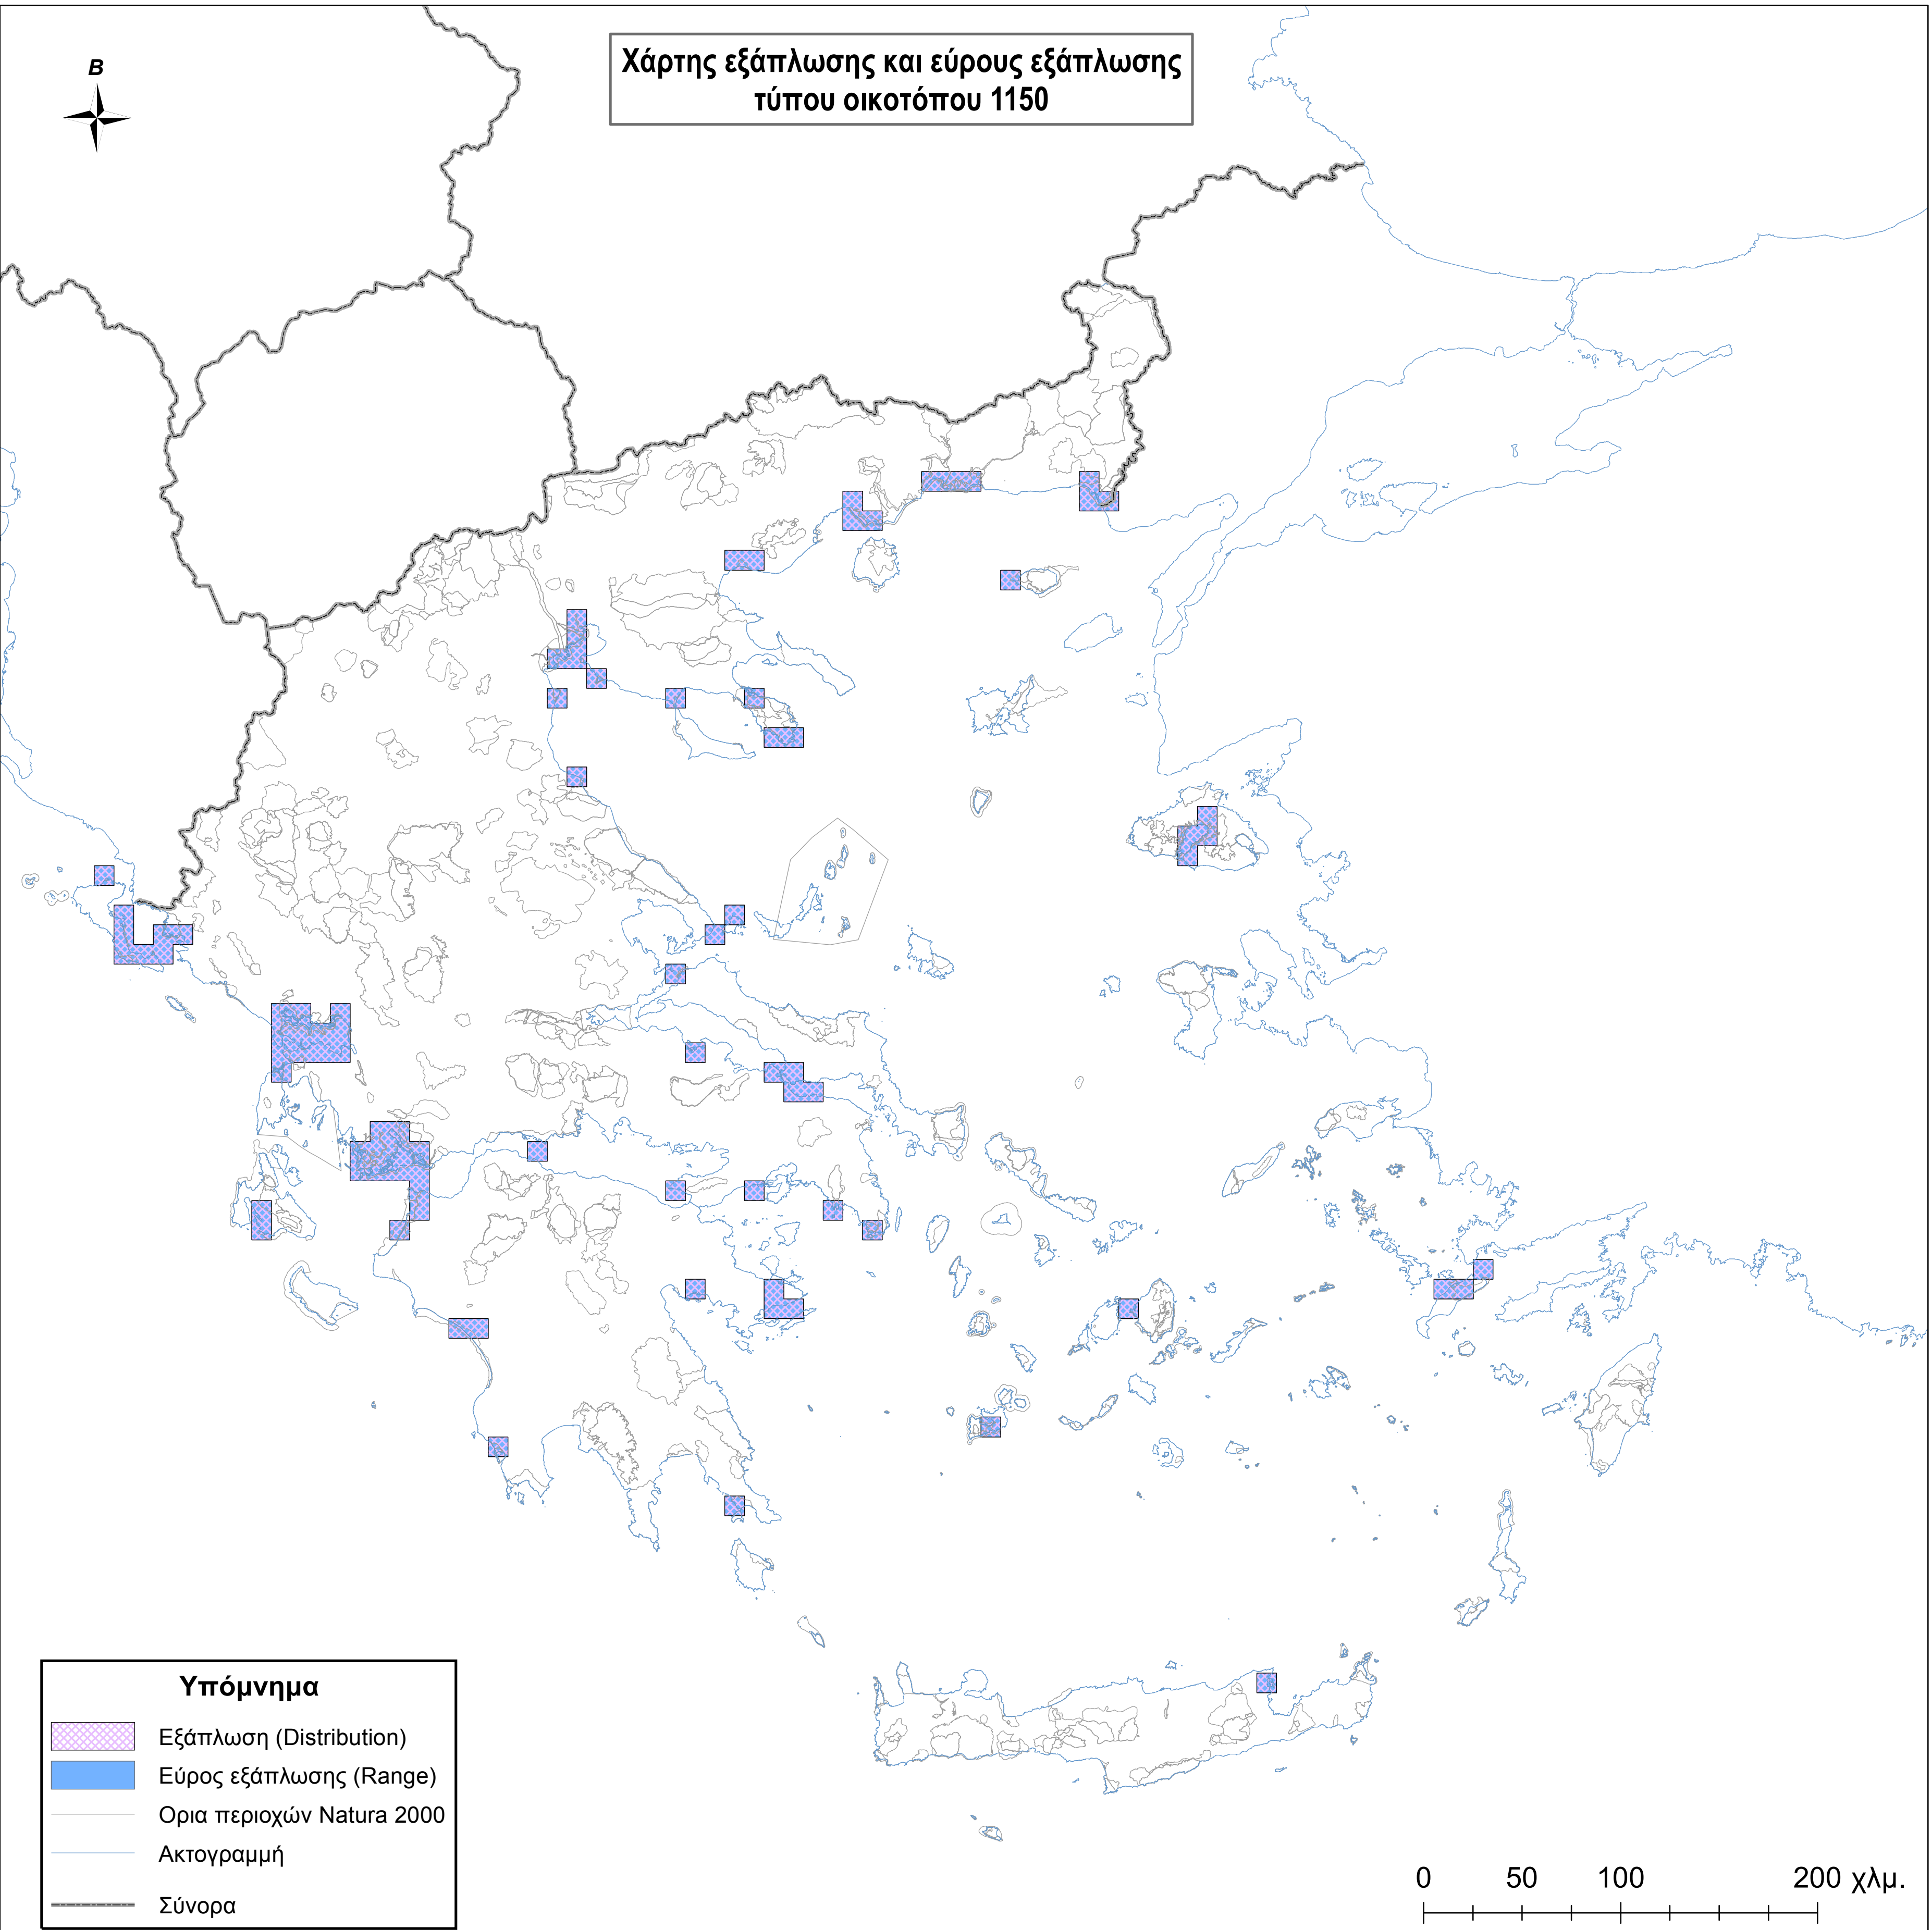 Χάρτης εξάπλωσης και εύρους εξάπλωσης
τύπου οικοτόπου 1150
Β
Υπόμνημα
Εξάπλωση (Distribution)
Εύρος εξάπλωσης (Range)
Ορια περιοχών Natura 2000
Ακτογραμμή
Σύνορα
0 50 100 200 χλμ.